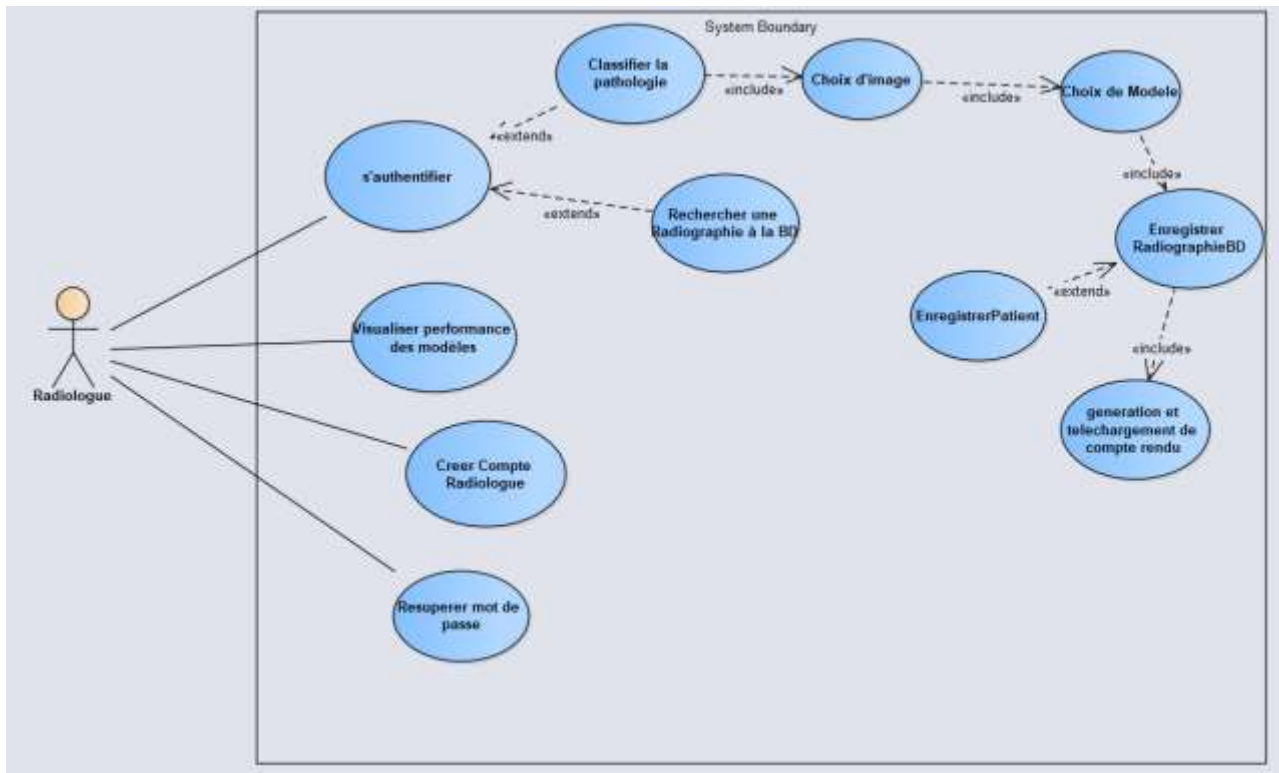 System Boundary
Classifier la
pathologie
«include»
Choix d'image
«include»
Choix de Modele
«extend»
«include»
s'authentifier
«extend»
Rechercher une
Radiographie à la BD
Enregistrer
RadiographieBD
EnregistrerPatient
«extend»
Visualiser performance
des modèles
«include»
Radiologue
generation et
telechargement de
compte rendu
Creer Compte
Radiologue
Resuperer mot de
passe